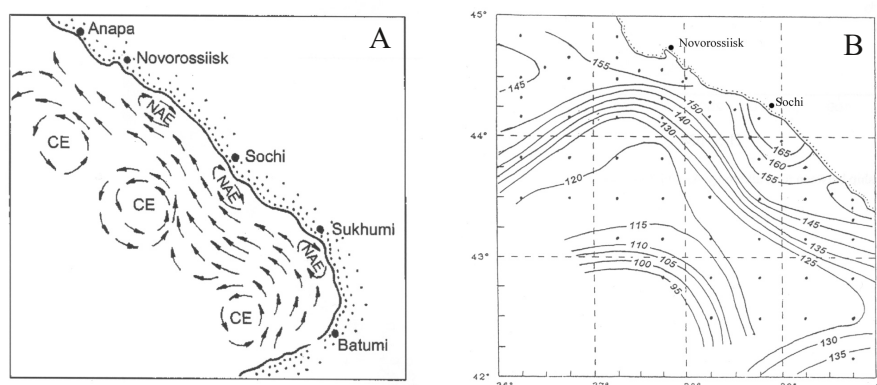 A
Anapa
Novorossiisk
NAE
CE
Sochi
NAE
CE
Sukhumi
NAE
CE
Batumi
B
45°
Novorossiisk
155
145
Sochi
150
140
130
44°
165
160
155
120
145
135
125
115
110
105
100
95
43°
130
135
42°